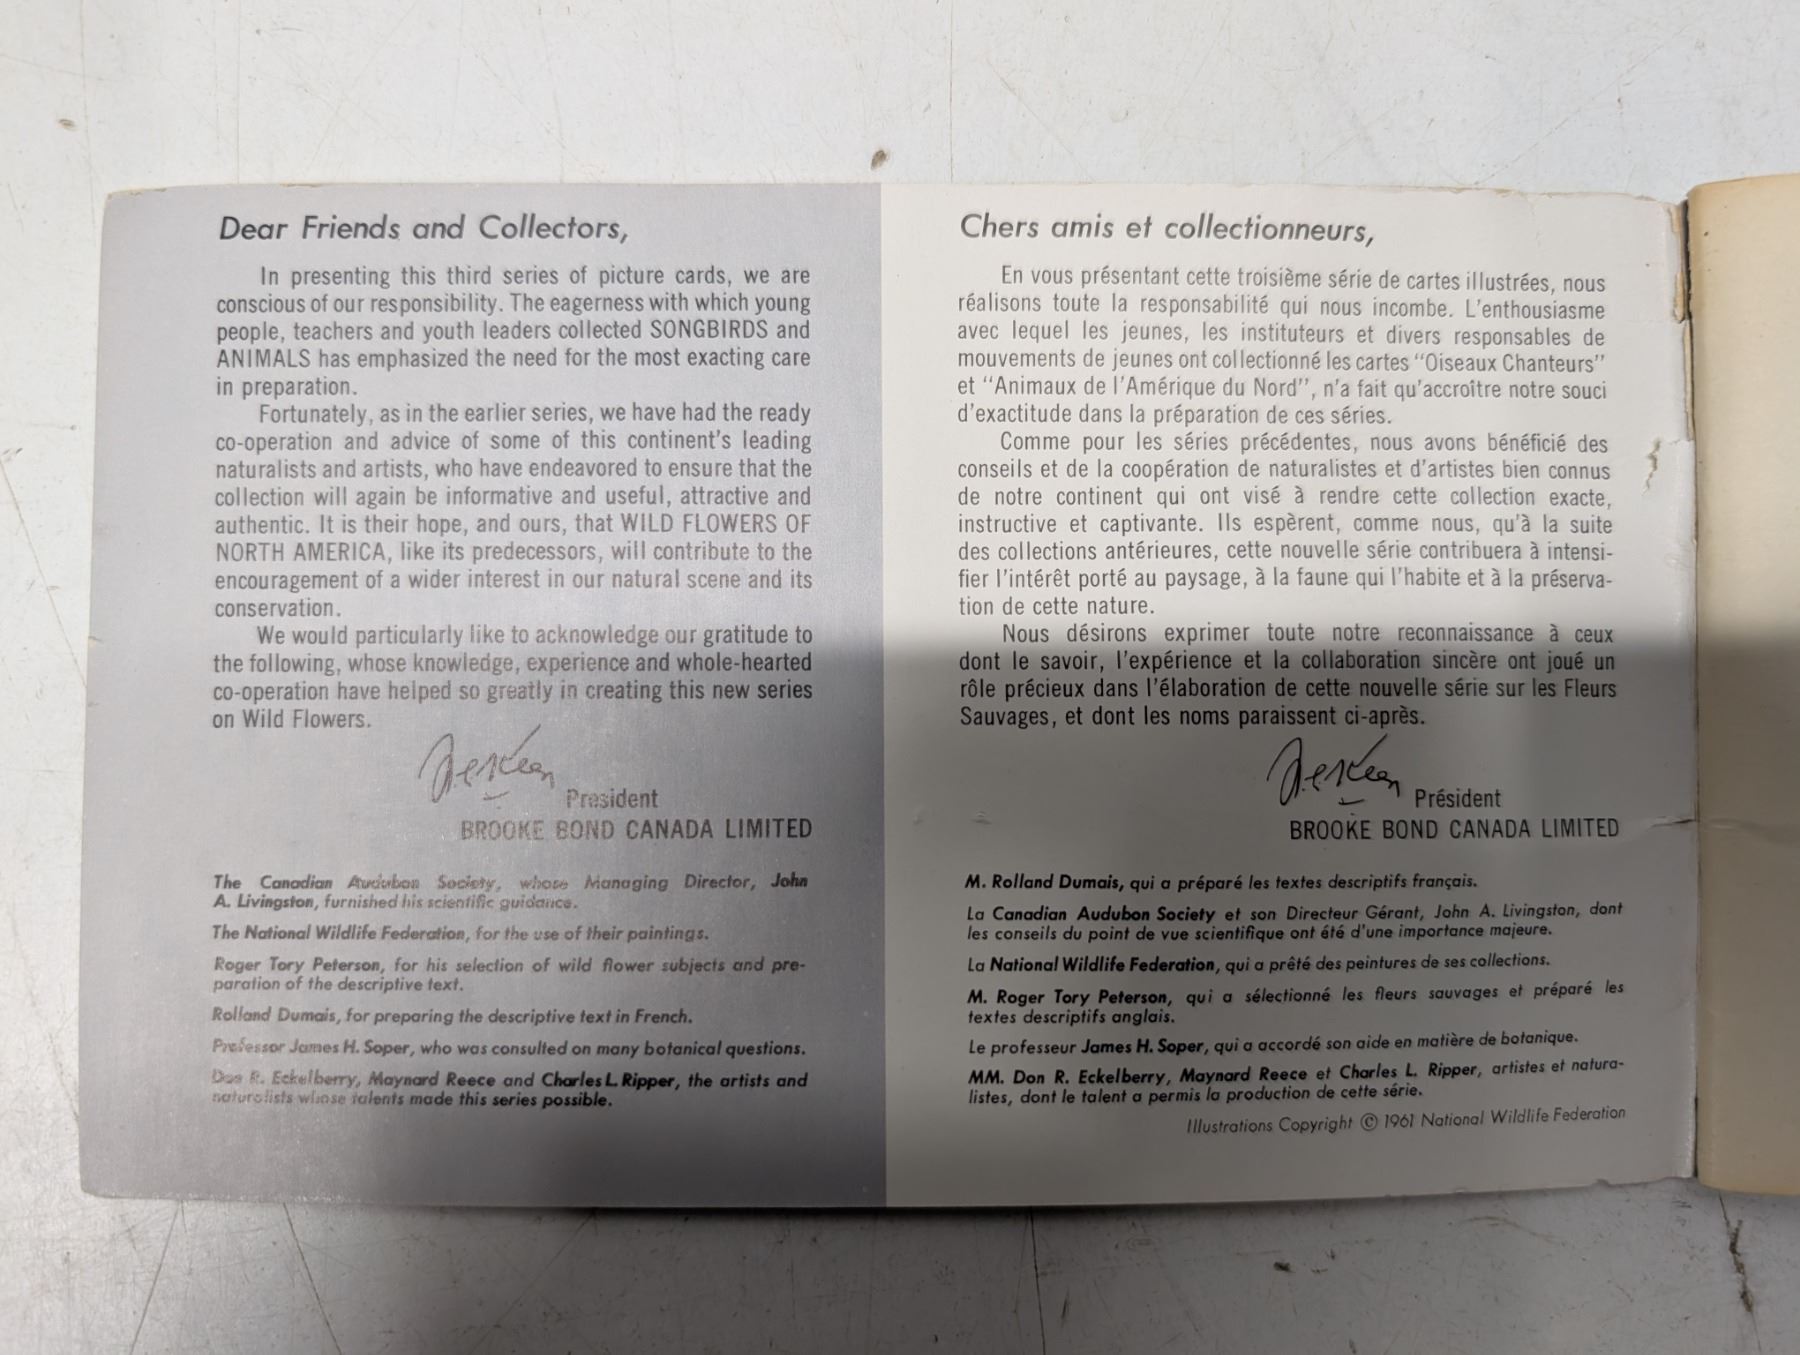 Dear Friends and Collectors,
In presenting this third series of picture cards, we are
conscious of our responsibility. The eagerness with which young
people, teachers and youth leaders collected SONGBIRDS and
ANIMALS has emphasized the need for the most exacting care
in preparation.
Fortunately, as in the earlier series, we have had the ready
co-operation and advice of some of this continent's leading
naturalists and artists, who have endeavored to ensure that the
collection will again be informative and useful, attractive and
authentic. It is their hope, and ours, that WILD FLOWERS OF
NORTH AMERICA, like its predecessors, will contribute to the
encouragement of a wider interest in our natural scene and its
conservation.
We would particularly like to acknowledge our gratitude to
the following, whose knowledge, experience and whole-hearted
co-operation have helped so greatly in creating this new series
on Wild Flowers.
President
BROOKE BOND CANADA LIMITED
The Canadian Audubon Society, whose Managing Director, John
A. Livingston, furnished his scientific guidance.
The National Wildlife Federation, for the use of their paintings.
Roger Tory Peterson, for his selection of wild flower subjects and pre-
paration of the descriptive text.
Rolland Dumais, for preparing the descriptive text in French.
Professor James H. Soper, who was consulted on many botanical questions.
Don R. Eckelberry, Maynard Reece and Charles L. Ripper, the artists and
naturalists whose talents made this series possible.
Chers amis et collectionneurs,
En vous présentant cette troisième série de cartes illustrées, nous
réalisons toute la responsabilité qui nous incombe. L'enthousiasme
avec lequel les jeunes, les instituteurs et divers responsables de
mouvements de jeunes ont collectionné les cartes "Oiseaux Chanteurs"
et "Animaux de l'Amérique du Nord", n'a fait qu'accroître notre souci
d'exactitude dans la préparation de ces séries.
Comme pour les séries précédentes, nous avons bénéficié des
conseils et de la coopération de naturalistes et d'artistes bien connus
de notre continent qui ont visé à rendre cette collection exacte,
instructive et captivante. Ils espèrent, comme nous, qu'à la suite
des collections antérieures, cette nouvelle série contribuera à intensi-
fier l'intérêt porté au paysage, à la faune qui l'habite et à la préserva-
tion de cette nature.
Nous désirons exprimer toute notre reconnaissance à ceux
dont le savoir, l'expérience et la collaboration sincère ont joué un
rôle précieux dans l'élaboration de cette nouvelle série sur les Fleurs
Sauvages, et dont les noms paraissent ci-après.
Président
BROOKE BOND CANADA LIMITED
M. Rolland Dumais, qui a préparé les textes descriptifs français.
La Canadian Audubon Society et son Directeur Gérant, John A. Livingston, dont
les conseils du point de vue scientifique ont été d'une importance majeure.
La National Wildlife Federation, qui a prêté des peintures de ses collections.
M. Roger Tory Peterson, qui a sélectionné les fleurs sauvages et préparé les
textes descriptifs anglais.
Le professeur James H. Soper, qui a accordé son aide en matière de botanique.
MM. Don R. Eckelberry, Maynard Reece et Charles L. Ripper, artistes et natura-
listes, dont le talent a permis la production de cette série.
Illustrations Copyright © 1961 National Wildlife Federation